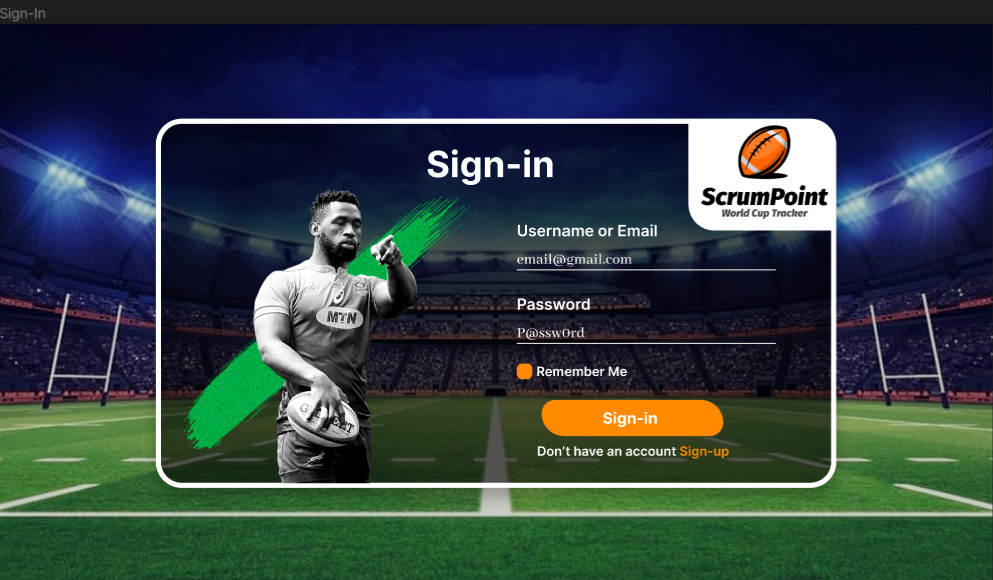 Sign-In
Sign-in
ScrumPoint
World Cup Tracker
Username or Email
email@gmail.com
Password
P@ssw0rd
Remember Me
Sign-in
Don't have an account Sign-up
MTN